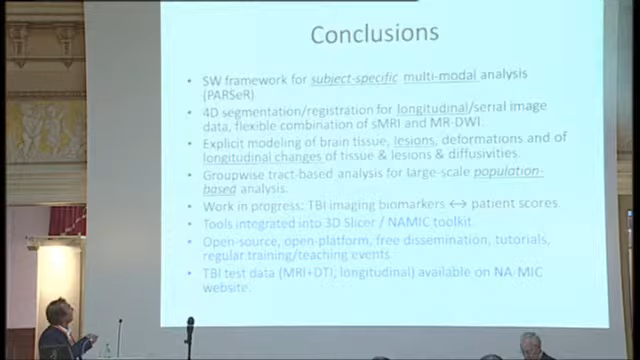 Conclusions
• SW framework for subject-specific multi-modal analysis
(PARSeR)
• 4D segmentation/registration for longitudinal/serial image
data, flexible combination of sMRI and MR-DWI.
• Explicit modeling of brain tissue, lesions, deformations and of
longitudinal changes of tissue & lesions & diffusivities.
• Groupwise tract-based analysis for large-scale population-
based analysis.
• Work in progress: TBI imaging biomarkers ↔ patient scores.
• Tools integrated into 3D Slicer / NAMIC toolkit
• Open-source, open-platform, free dissemination, tutorials,
regular training/teaching events.
• TBI test data (MRI+DTI, longitudinal) available on NA-MIC
website.